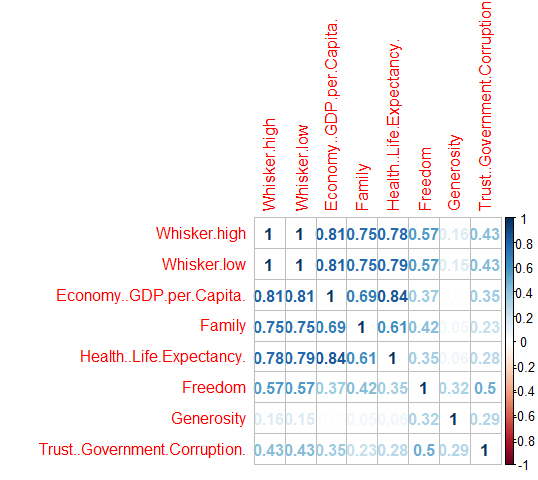 Whisker.high
Whisker.low
Economy..GDP.per.Capita.
Family
Health..Life.Expectancy.
Freedom
Generosity
Trust..Government.Corruption
Whisker.high 1 1 0.81 0.75 0.78 0.57 0.16 0.43
Whisker.low 1 1 0.81 0.75 0.79 0.57 0.15 0.43
Economy..GDP.per.Capita. 0.81 0.81 1 0.69 0.84 0.37 0.35
Family 0.75 0.75 0.69 1 0.61 0.42 0.23
Health..Life.Expectancy. 0.78 0.79 0.84 0.61 1 0.35 0.28
Freedom 0.57 0.57 0.37 0.42 0.35 1 0.32 0.5
Generosity 0.16 0.15 0.32 1 0.29
Trust..Government.Corruption. 0.43 0.43 0.35 0.23 0.28 0.5 0.29 1
1
0.8
0.6
0.4
0.2
0
-0.2
-0.4
-0.6
-0.8
-1